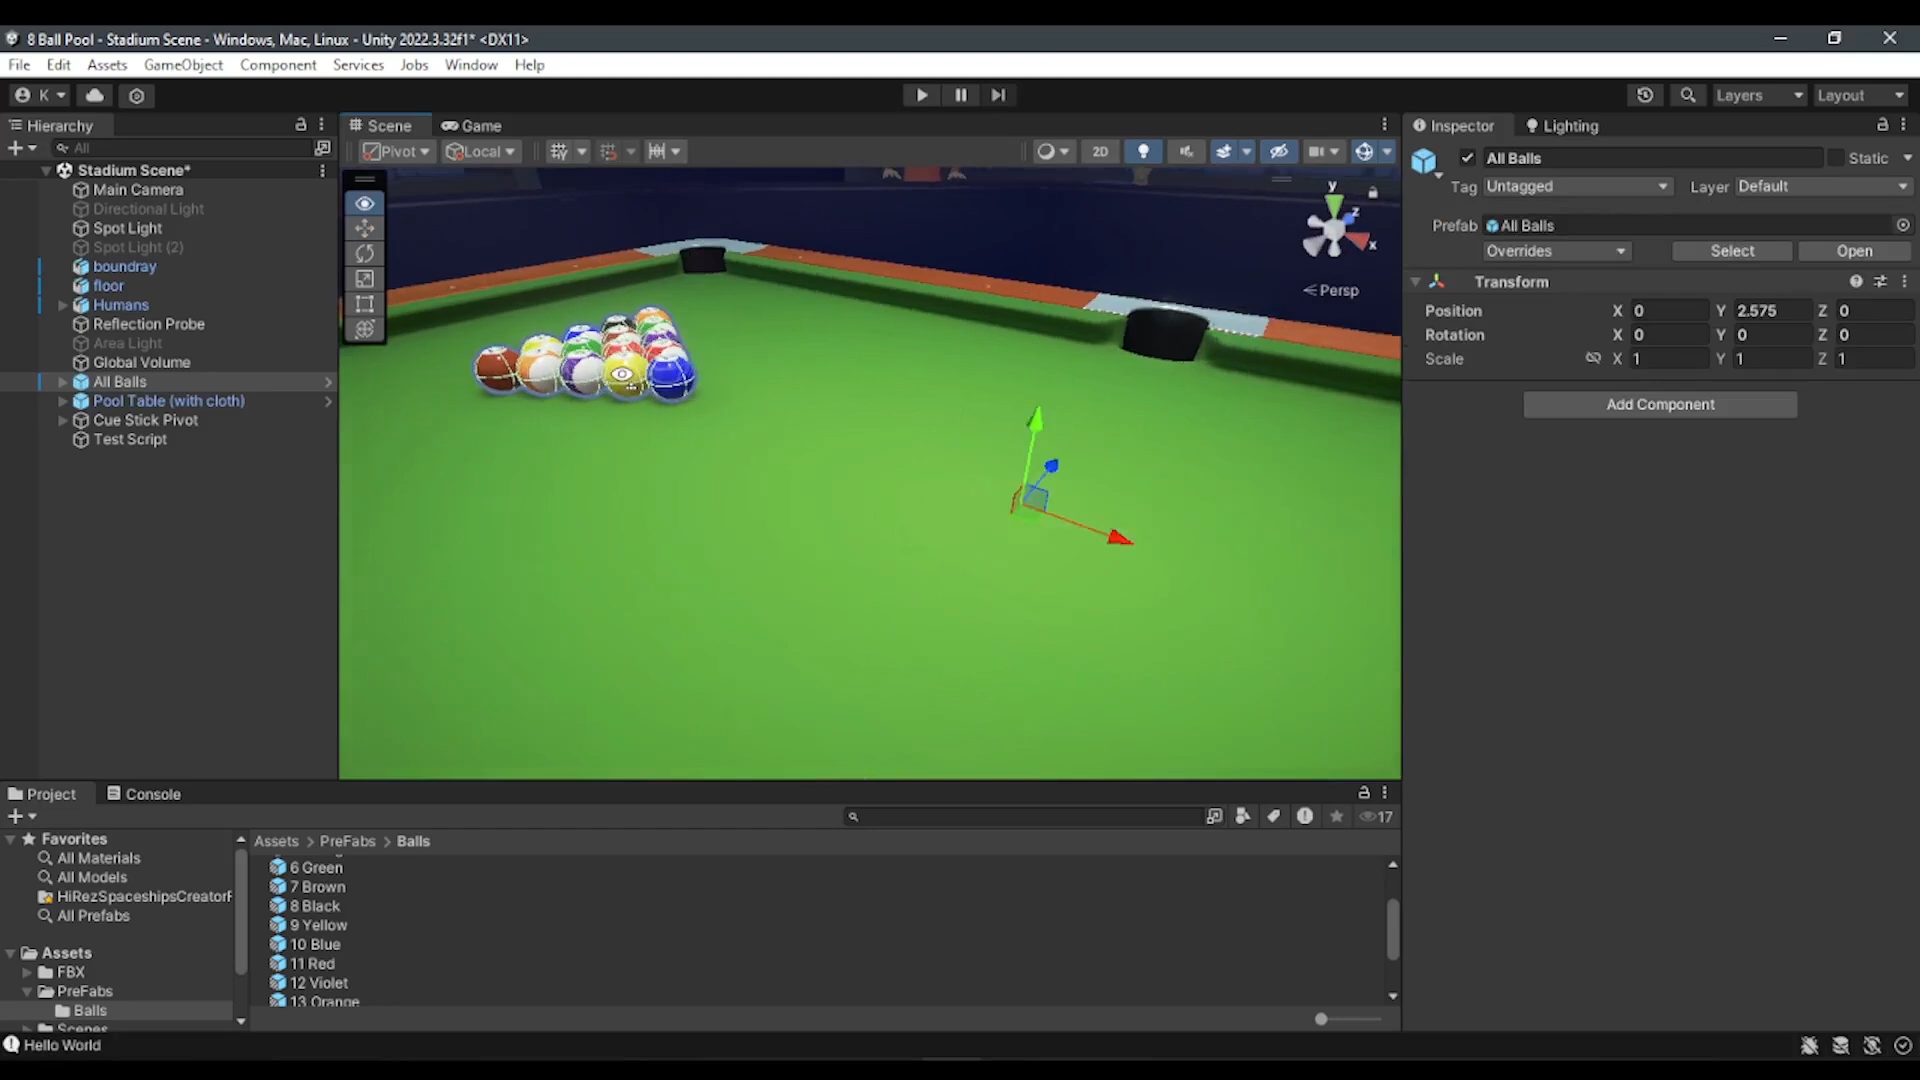 8 Ball Pool - Stadium Scene - Windows, Mac, Linux - Unity 2022.3.32f1* <DX11>
File Edit Assets GameObject Component Services Jobs Window Help
K Layers Layout
Hierarchy
All
Stadium Scene*
Main Camera
Directional Light
Spot Light
Spot Light (2)
boundray
floor
Humans
Reflection Probe
Area Light
Global Volume
All Balls
Pool Table (with cloth)
Cue Stick Pivot
Test Script
Scene Game
Pivot Local 2D
y
z
x
Persp
Inspector Lighting
All Balls Static
Tag Untagged Layer Default
Prefab All Balls
Overrides Select Open
Transform
Position X 0 Y 2.575 Z 0
Rotation X 0 Y 0 Z 0
Scale X 1 Y 1 Z 1
Add Component
Project Console
17
Favorites
All Materials
All Models
HiRezSpaceshipsCreatorF
All Prefabs
Assets
FBX
PreFabs
Balls
Scenes
Assets > PreFabs > Balls
6 Green
7 Brown
8 Black
9 Yellow
10 Blue
11 Red
12 Violet
13 Orange
Hello World